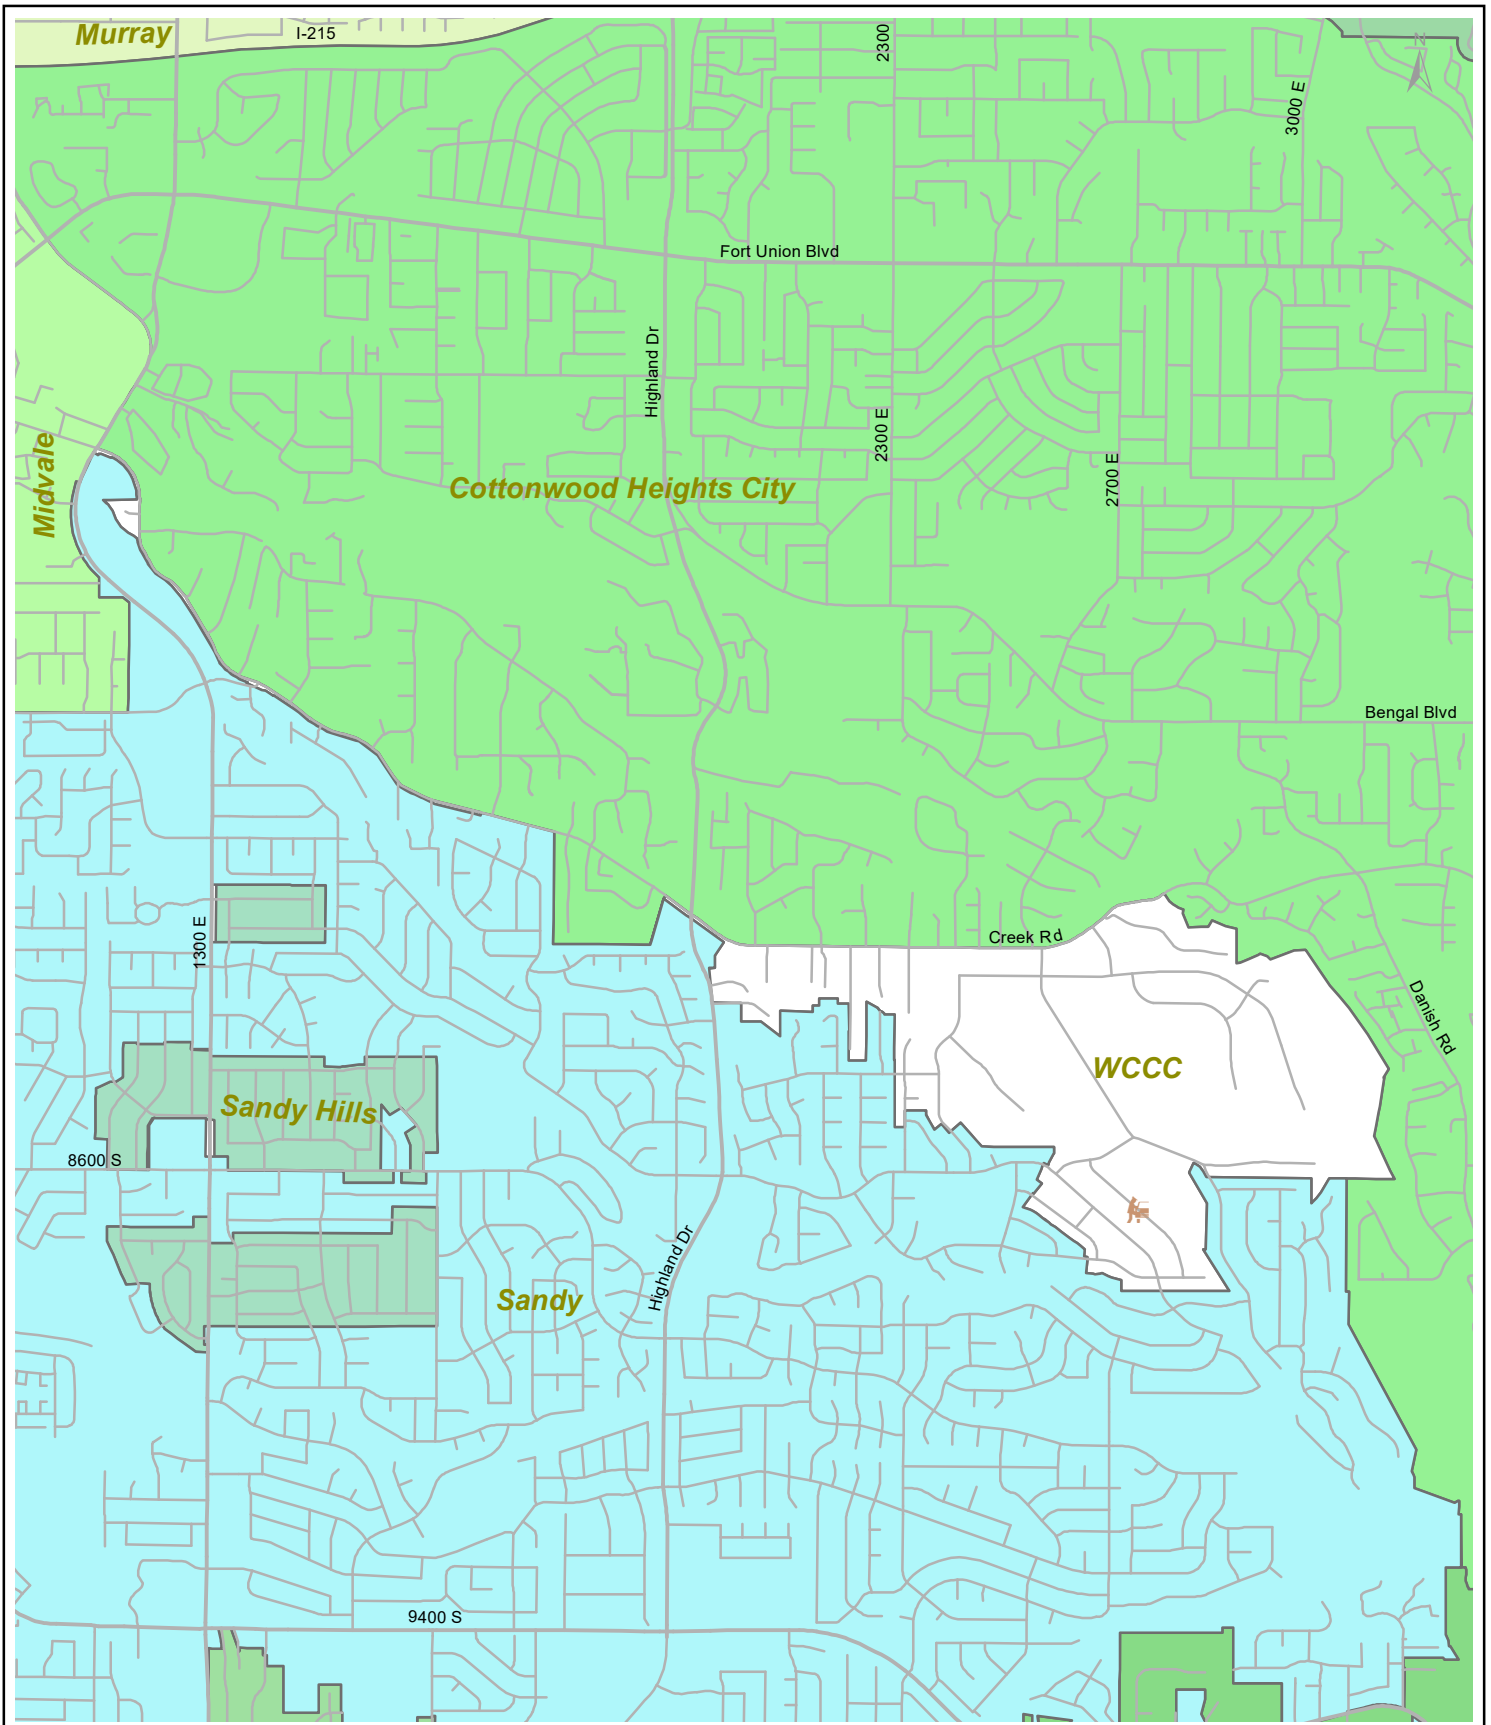 Murray
I-215
2300
N
3000 E
Fort Union Blvd
Highland Dr
2300 E
Midvale
2700 E
Cottonwood Heights City
Bengal Blvd
1300 E
Creek Rd
Danish Rd
WCCC
Sandy Hills
8600 S
Highland Dr
Sandy
9400 S